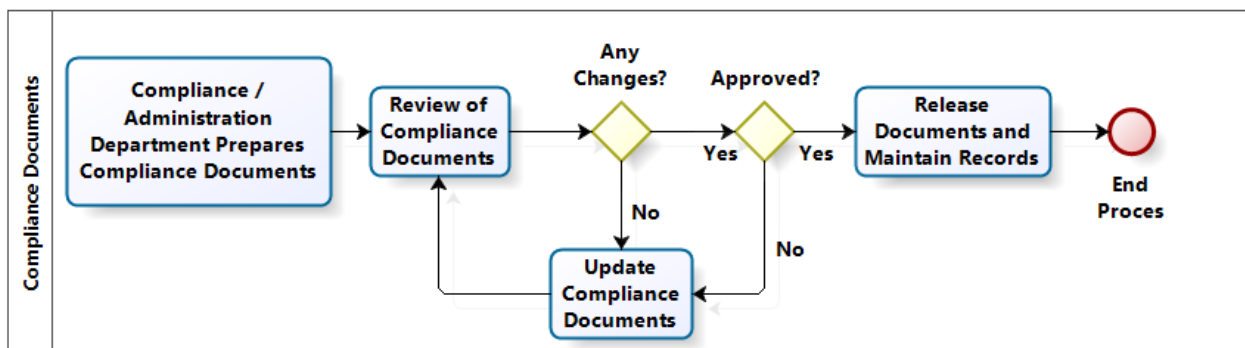 Compliance Documents
Compliance /
Administration
Department Prepares
Compliance Documents
Review of
Compliance
Documents
Any
Changes?
Yes
No
Approved?
Yes
No
Update
Compliance
Documents
Release
Documents and
Maintain Records
End
Proces